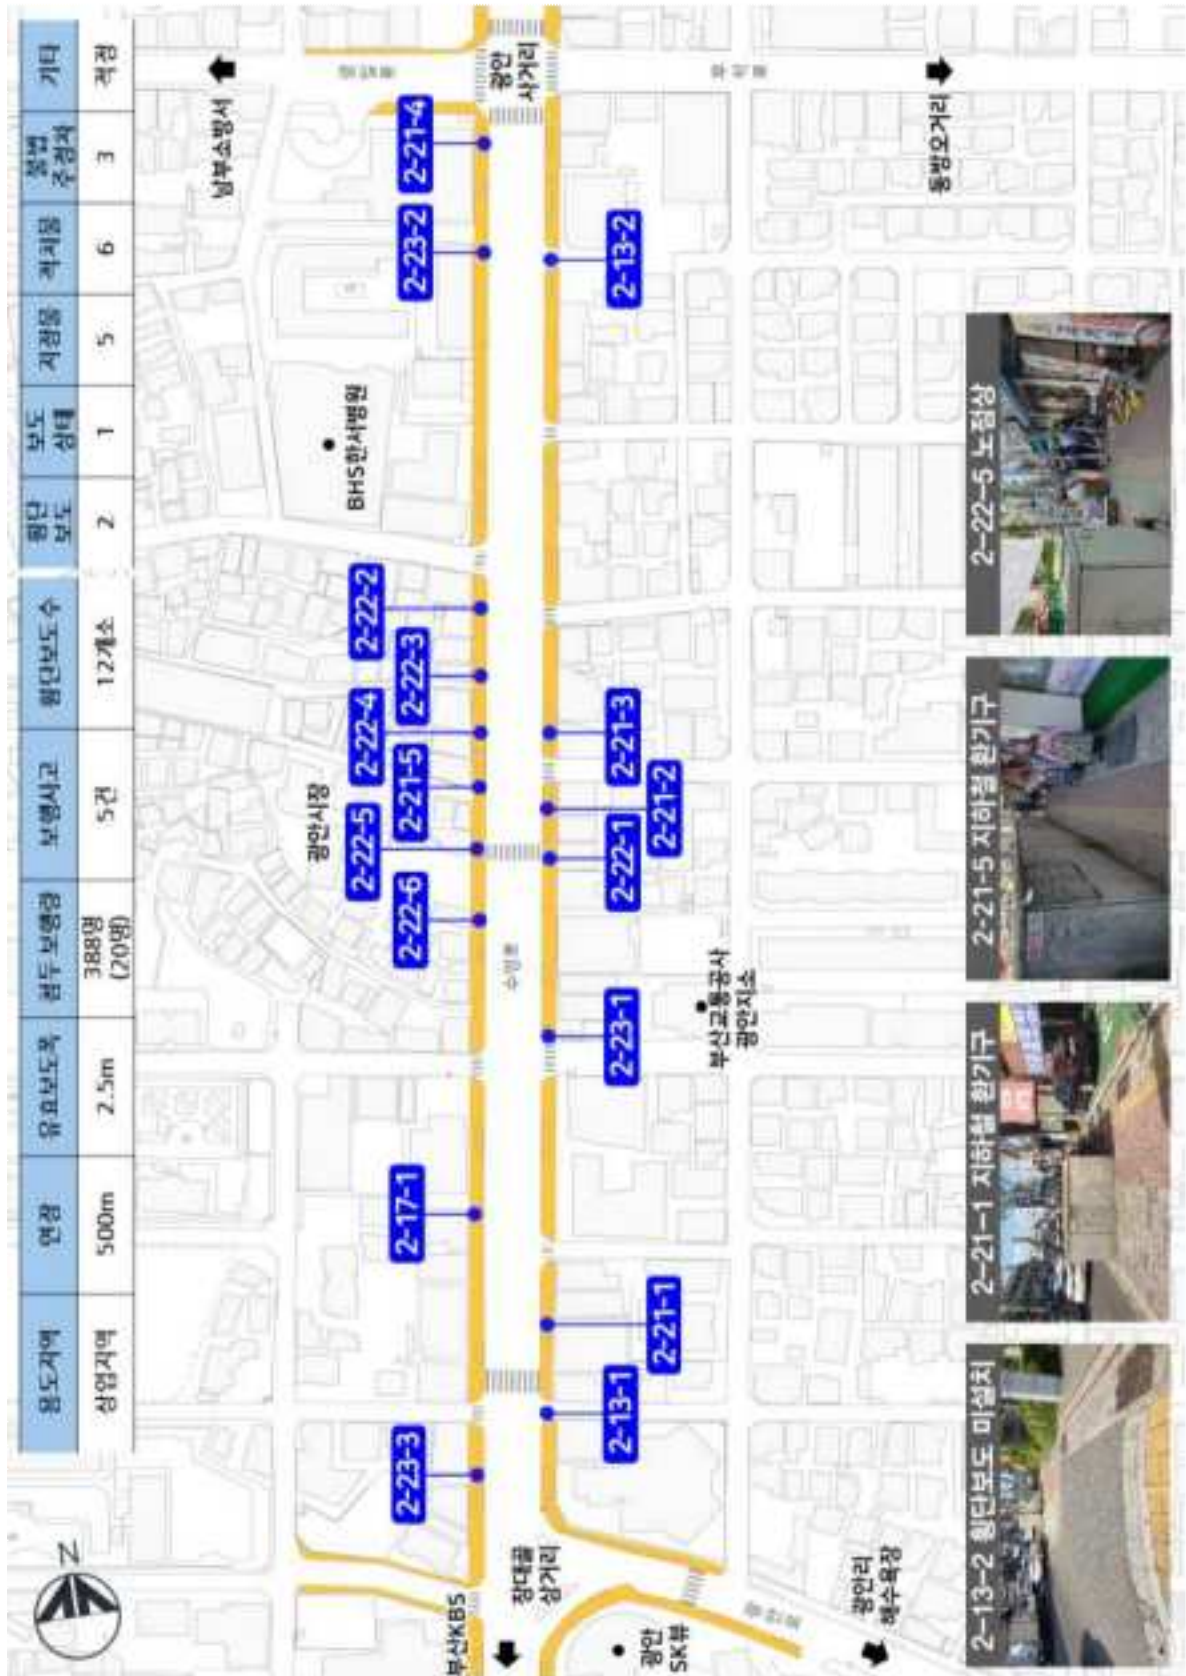 용도지역 연장 유효보도폭 첨두 보행량 보행사고 횡단보도수 횡단
보도 보도
상태 지장물 적치물 불법
주정차 기타
상업지역 500m 2.5m 388명
(20명) 5건 12개소 2 1 5 6 3 적정
N
남부소방서
BHS한서병원
광안시장
광안
사거리
부산KBS
장대골
삼거리
수영로
광안
SK뷰
광안리
해수욕장
부산교통공사
광안지소
2-23-3
2-17-1
2-22-6
2-22-5
2-21-5
2-22-4
2-22-3
2-22-2
2-23-2
2-21-4
2-13-1
2-21-1
2-23-1
2-22-1
2-21-2
2-21-3
2-13-2
2-13-2 횡단보도 미설치
2-21-1 지하철 환기구
2-21-5 지하철 환기구
2-22-5 노점상